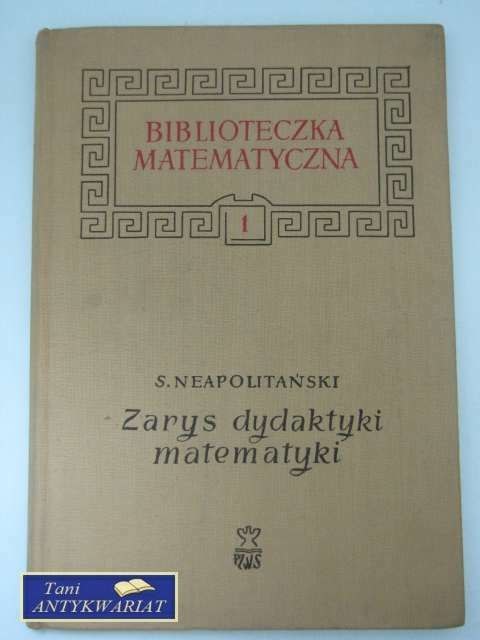 BIBLIOTECZKA
MATEMATYCZNA
1
S. NEAPOLITAŃSKI
Zarys dydaktyki
matematyki
PZWS
Tani
ANTYKWARIAT